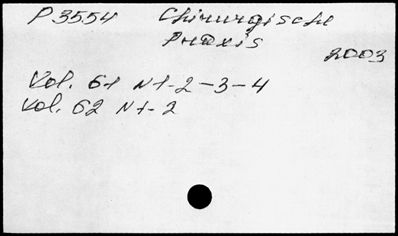 P3554 Chirurgische
Praxis
2003
Vol. 61 N1-2-3-4
Vol. 62 N1-2